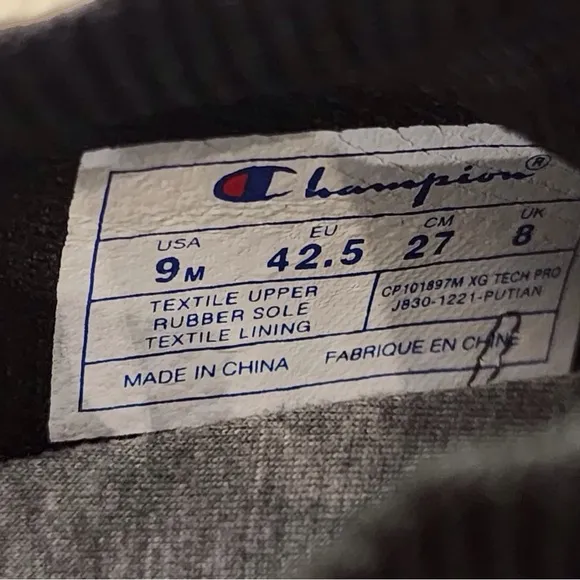 Champion®
USA EU CM UK
9M 42.5 27 8
TEXTILE UPPER
RUBBER SOLE
TEXTILE LINING
CP101897M XG TECH PRO
J830-1221-PUTIAN
MADE IN CHINA FABRIQUE EN CHINE